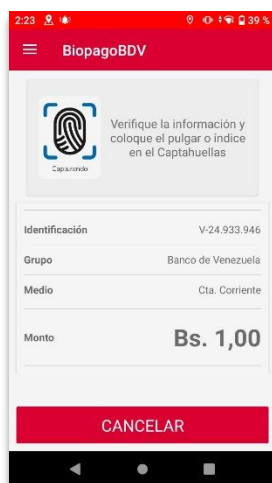 2:23 39 %
BiopagoBDV
Verifique la información y
coloque el pulgar o índice
en el Captahuellas
Capturando
Identificación V-24.933.946
Grupo Banco de Venezuela
Medio Cta. Corriente
Monto Bs. 1,00
CANCELAR